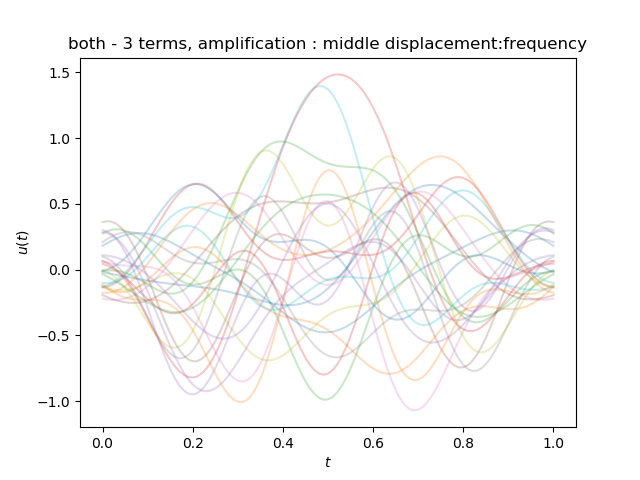 both - 3 terms, amplification : middle displacement:frequency
1.5
1.0
0.5
0.0
−0.5
−1.0
u(t)
0.0 0.2 0.4 0.6 0.8 1.0
t